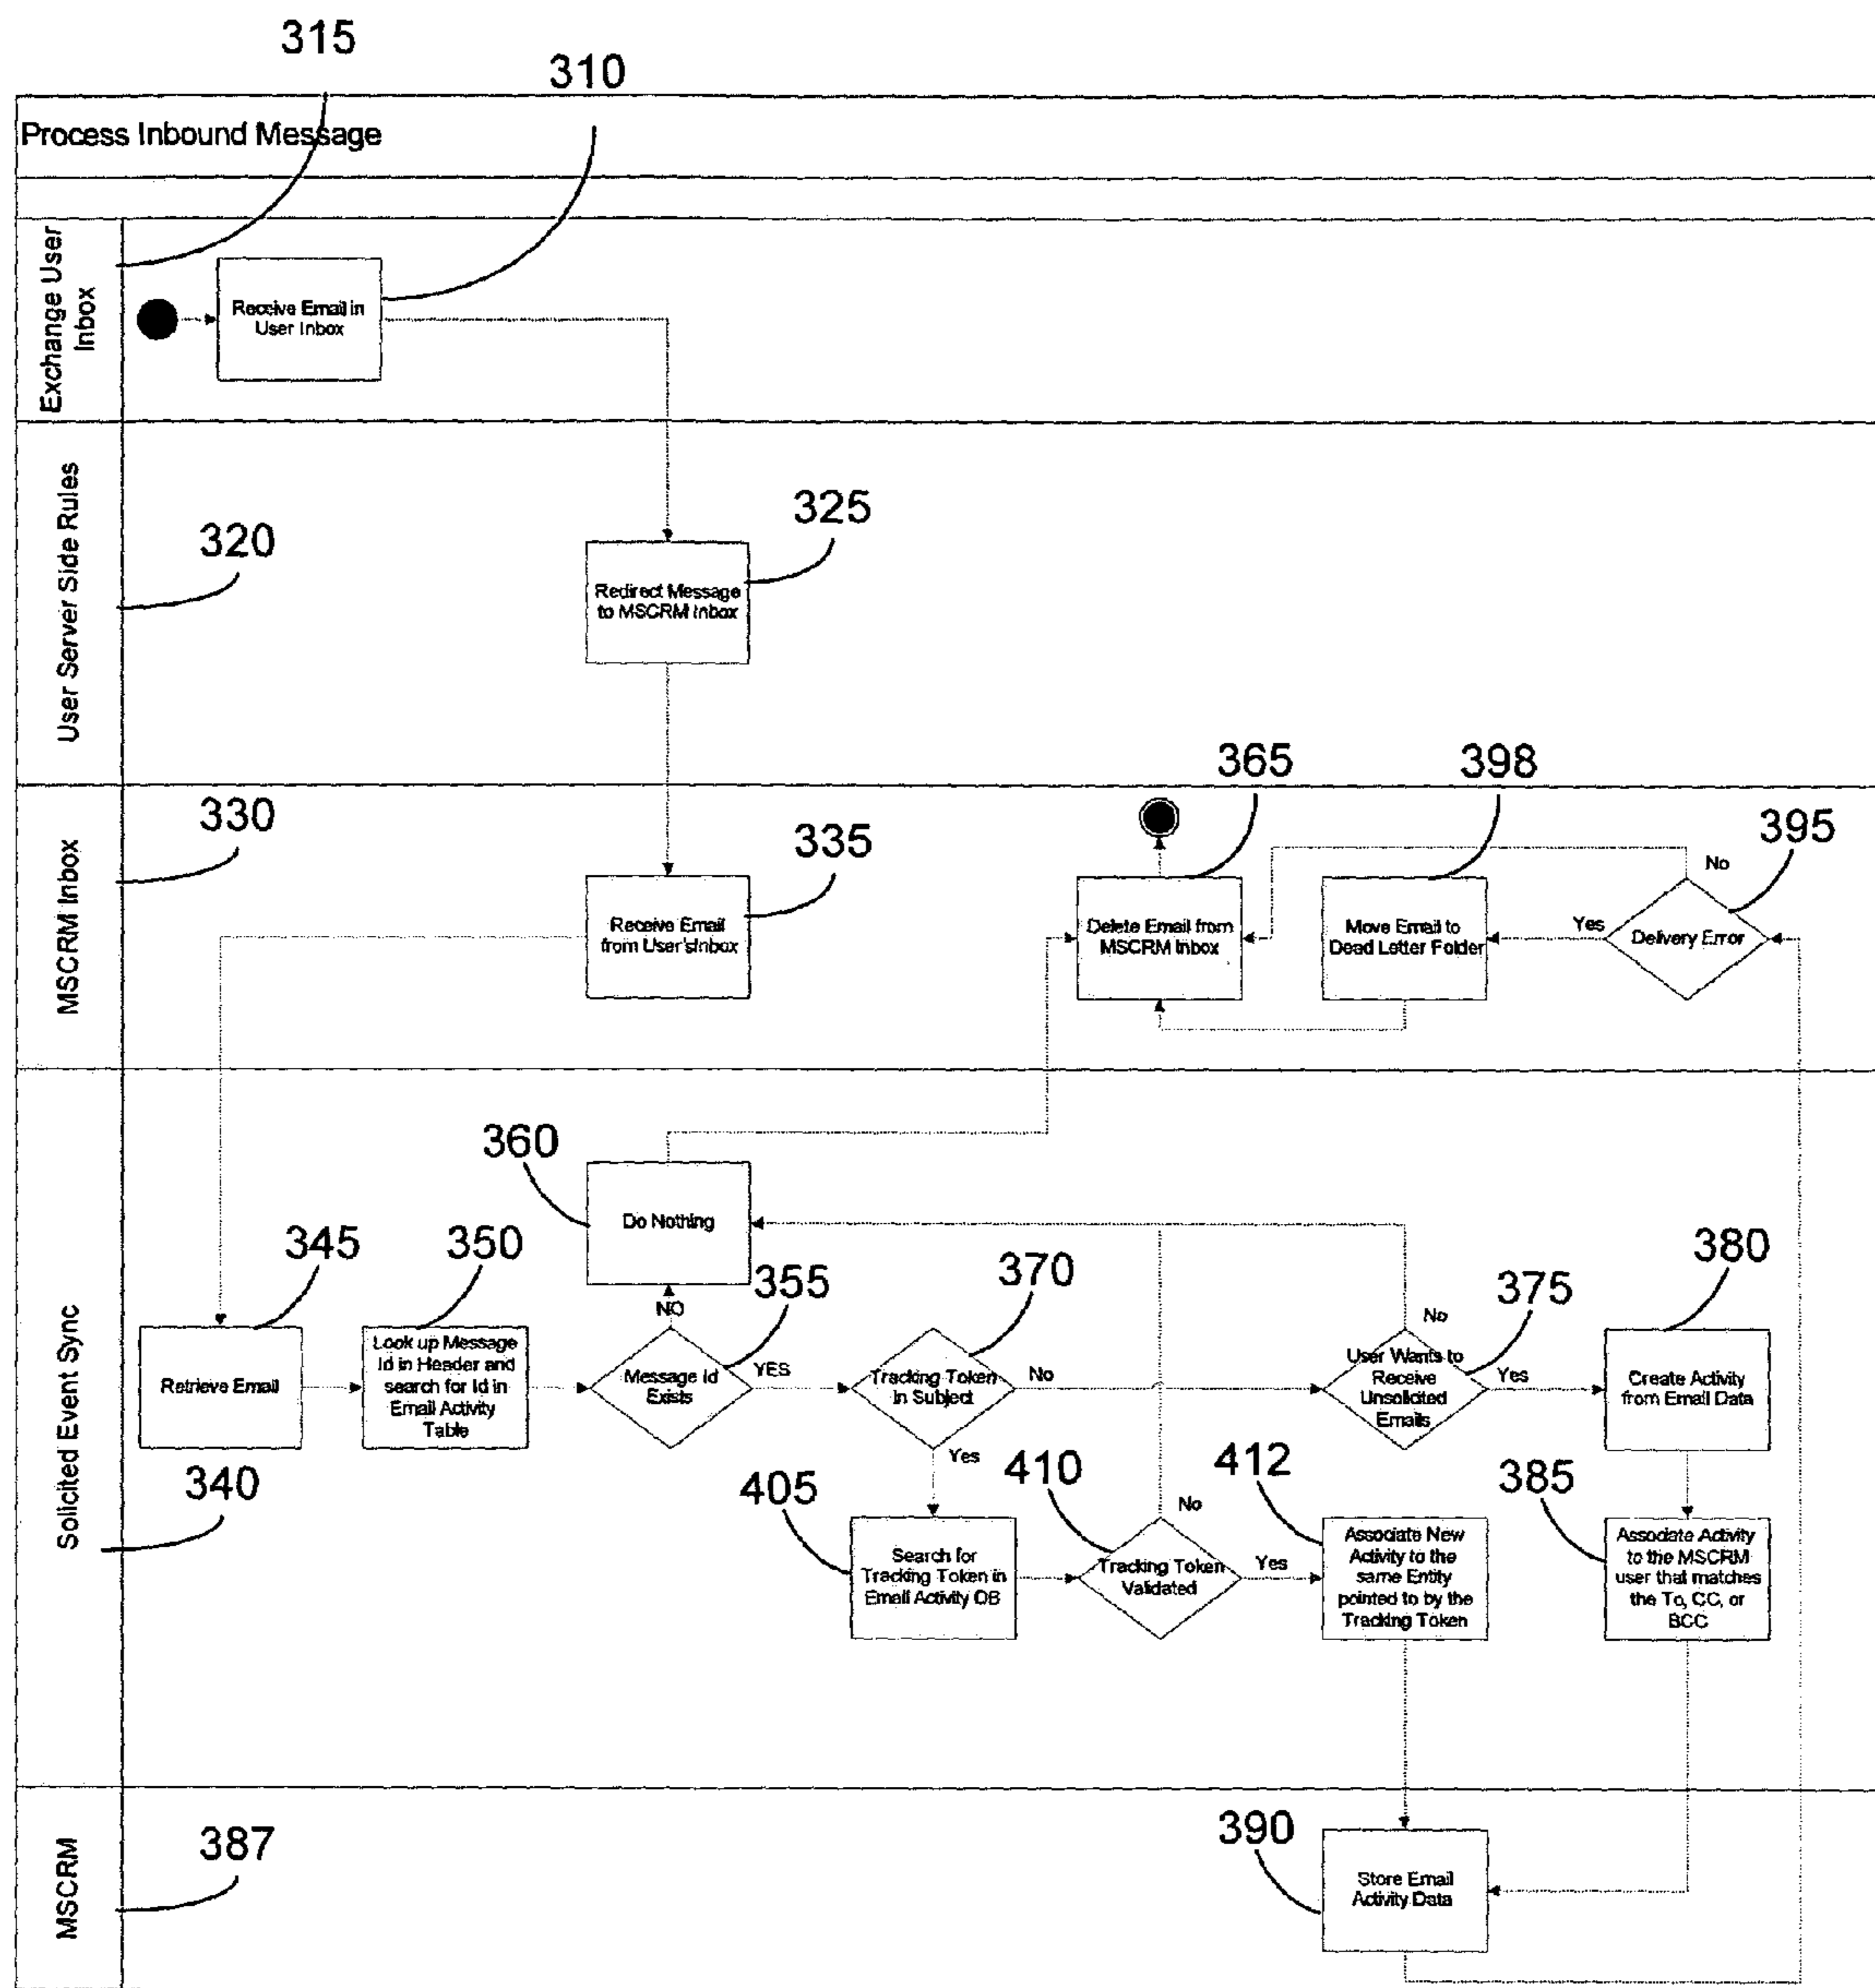 315
310
Process Inbound Message
Exchange User
Inbox
Receive Email in
User Inbox
User Server Side Rules
320
325
Redirect Message
to MSCRM Inbox
365
398
MSCRM Inbox
330
335
395
No
Receive Email
from User'sInbox
Delete Email from
MSCRM Inbox
Move Email to
Dead Letter Folder
Yes
Delivery Error
Solicited Event Sync
360
Do Nothing
345
350
355
370
375
380
NO
No
Retrieve Email
Look up Message
Id in Header and
search for Id in
Email Activity
Table
Message Id
Exists
YES
Tracking Token
In Subject
No
User Wants to
Receive
Unsolicited
Emails
Yes
Create Activity
from Email Data
Yes
340
405
410
412
385
No
Search for
Tracking Token in
Email Activity DB
Tracking Token
Validated
Yes
Associate New
Activity to the
same Entity
pointed to by the
Tracking Token
Associate Activity
to the MSCRM
user that matches
the To, CC, or
BCC
MSCRM
387
390
Store Email
Activity Data